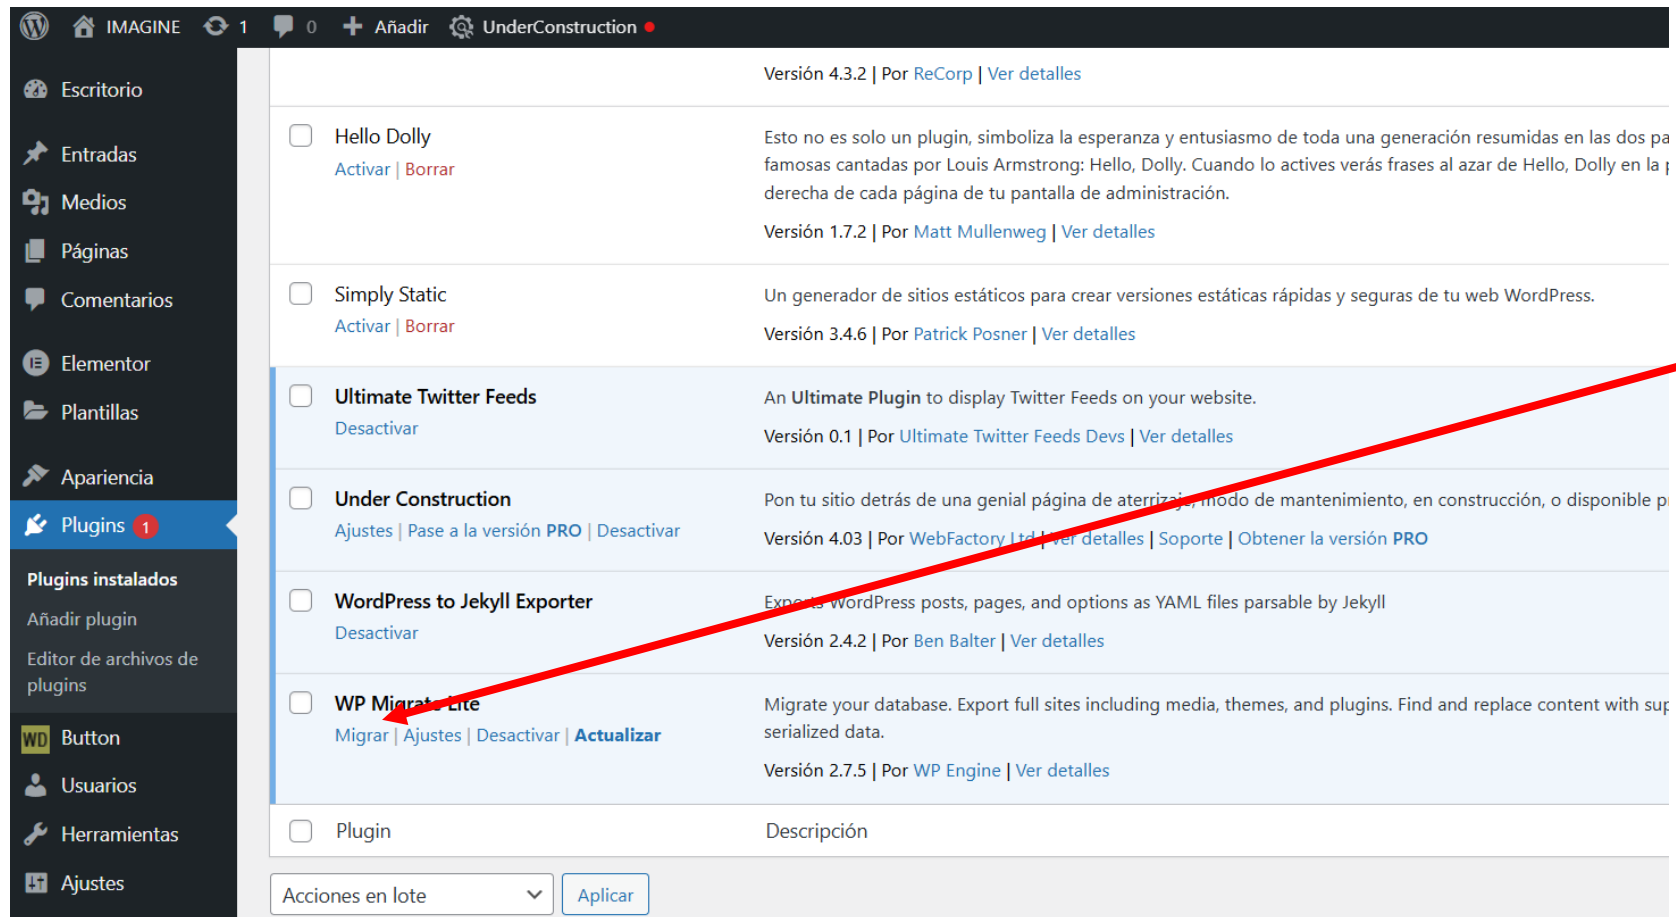 IMAGINE 1 0 Añadir UnderConstruction
Escritorio
Entradas
Medios
Páginas
Comentarios
Elementor
Plantillas
Apariencia
Plugins 1
Plugins instalados
Añadir plugin
Editor de archivos de
plugins
WD Button
Usuarios
Herramientas
Ajustes
Versión 4.3.2 | Por ReCorp | Ver detalles
Hello Dolly
Activar | Borrar
Esto no es solo un plugin, simboliza la esperanza y entusiasmo de toda una generación resumidas en las dos pa
famosas cantadas por Louis Armstrong: Hello, Dolly. Cuando lo actives verás frases al azar de Hello, Dolly en la p
derecha de cada página de tu pantalla de administración.
Versión 1.7.2 | Por Matt Mullenweg | Ver detalles
Simply Static
Activar | Borrar
Un generador de sitios estáticos para crear versiones estáticas rápidas y seguras de tu web WordPress.
Versión 3.4.6 | Por Patrick Posner | Ver detalles
Ultimate Twitter Feeds
Desactivar
An Ultimate Plugin to display Twitter Feeds on your website.
Versión 0.1 | Por Ultimate Twitter Feeds Devs | Ver detalles
Under Construction
Ajustes | Pase a la versión PRO | Desactivar
Pon tu sitio detrás de una genial página de aterrizaje, modo de mantenimiento, en construcción, o disponible pr
Versión 4.03 | Por WebFactory Ltd | Ver detalles | Soporte | Obtener la versión PRO
WordPress to Jekyll Exporter
Desactivar
Exports WordPress posts, pages, and options as YAML files parsable by Jekyll
Versión 2.4.2 | Por Ben Balter | Ver detalles
WP Migrate Lite
Migrar | Ajustes | Desactivar | Actualizar
Migrate your database. Export full sites including media, themes, and plugins. Find and replace content with sup
serialized data.
Versión 2.7.5 | Por WP Engine | Ver detalles
Plugin
Descripción
Acciones en lote
Aplicar